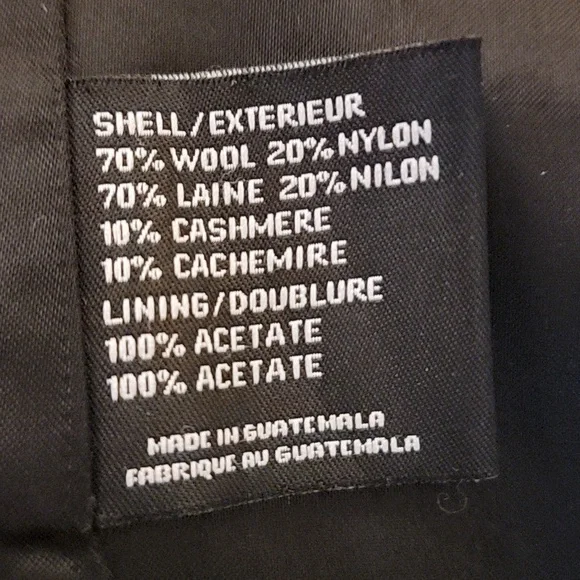 SHELL/EXTERIEUR
70% WOOL 20% NYLON
70% LAINE 20% NILON
10% CASHMERE
10% CACHEMIRE
LINING/DOUBLURE
100% ACETATE
100% ACETATE
MADE IN GUATEMALA
FABRIQUE AU GUATEMALA